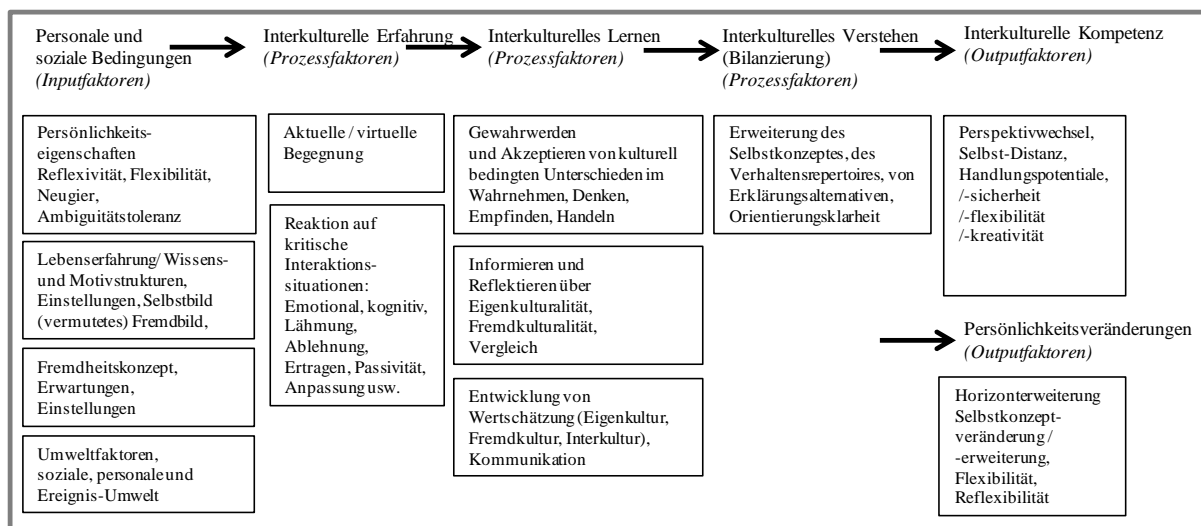 Personale und
soziale Bedingungen
(Inputfaktoren)
Interkulturelle Erfahrung
(Prozessfaktoren)
Interkulturelles Lernen
(Prozessfaktoren)
Interkulturelles Verstehen
(Bilanzierung)
(Prozessfaktoren)
Interkulturelle Kompetenz
(Outputfaktoren)
Persönlichkeits-
eigenschaften
Reflexivität, Flexibilität,
Neugier,
Ambiguitätstoleranz
Lebenserfahrung/ Wissens-
und Motivstrukturen,
Einstellungen, Selbstbild
(vermutetes) Fremdbild,
Fremdheitskonzept,
Erwartungen,
Einstellungen
Umweltfaktoren,
soziale, personale und
Ereignis-Umwelt
Aktuelle / virtuelle
Begegnung
Reaktion auf
kritische
Interaktions-
situationen:
Emotional, kognitiv,
Lähmung,
Ablehnung,
Ertragen, Passivität,
Anpassung usw.
Gewahrwerden
und Akzeptieren von kulturell
bedingten Unterschieden im
Wahrnehmen, Denken,
Empfinden, Handeln
Informieren und
Reflektieren über
Eigenkulturalität,
Fremdkulturalität,
Vergleich
Entwicklung von
Wertschätzung (Eigenkultur,
Fremdkultur, Interkultur),
Kommunikation
Erweiterung des
Selbstkonzeptes, des
Verhaltensrepertoires, von
Erklärungsalternativen,
Orientierungsklarheit
Perspektivwechsel,
Selbst-Distanz,
Handlungspotentiale,
/-sicherheit
/-flexibilität
/-kreativität
Persönlichkeitsveränderungen
(Outputfaktoren)
Horizonterweiterung
Selbstkonzept-
veränderung /
-erweiterung,
Flexibilität,
Reflexibilität